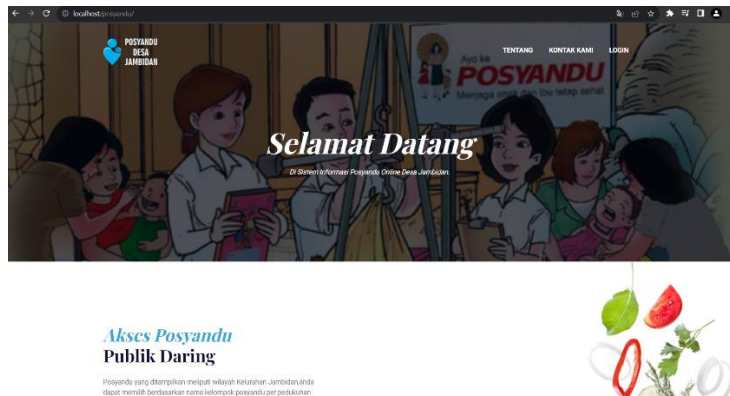 localhost/posyandu/
POSYANDU
DESA
JAMBIDAN
TENTANG KONTAK KAMI LOGIN
Ayo ke
POSYANDU
Menjaga anak dan ibu tetap sehat
Selamat Datang
Di Sistem Informasi Posyandu Online Desa Jambidan.
Akses Posyandu
Publik Daring
Posyandu yang ditampilkan meliputi wilayah Kelurahan Jambidan,anda
dapat memilih berdasarkan nama kelompok posyandu per pedukuhan.